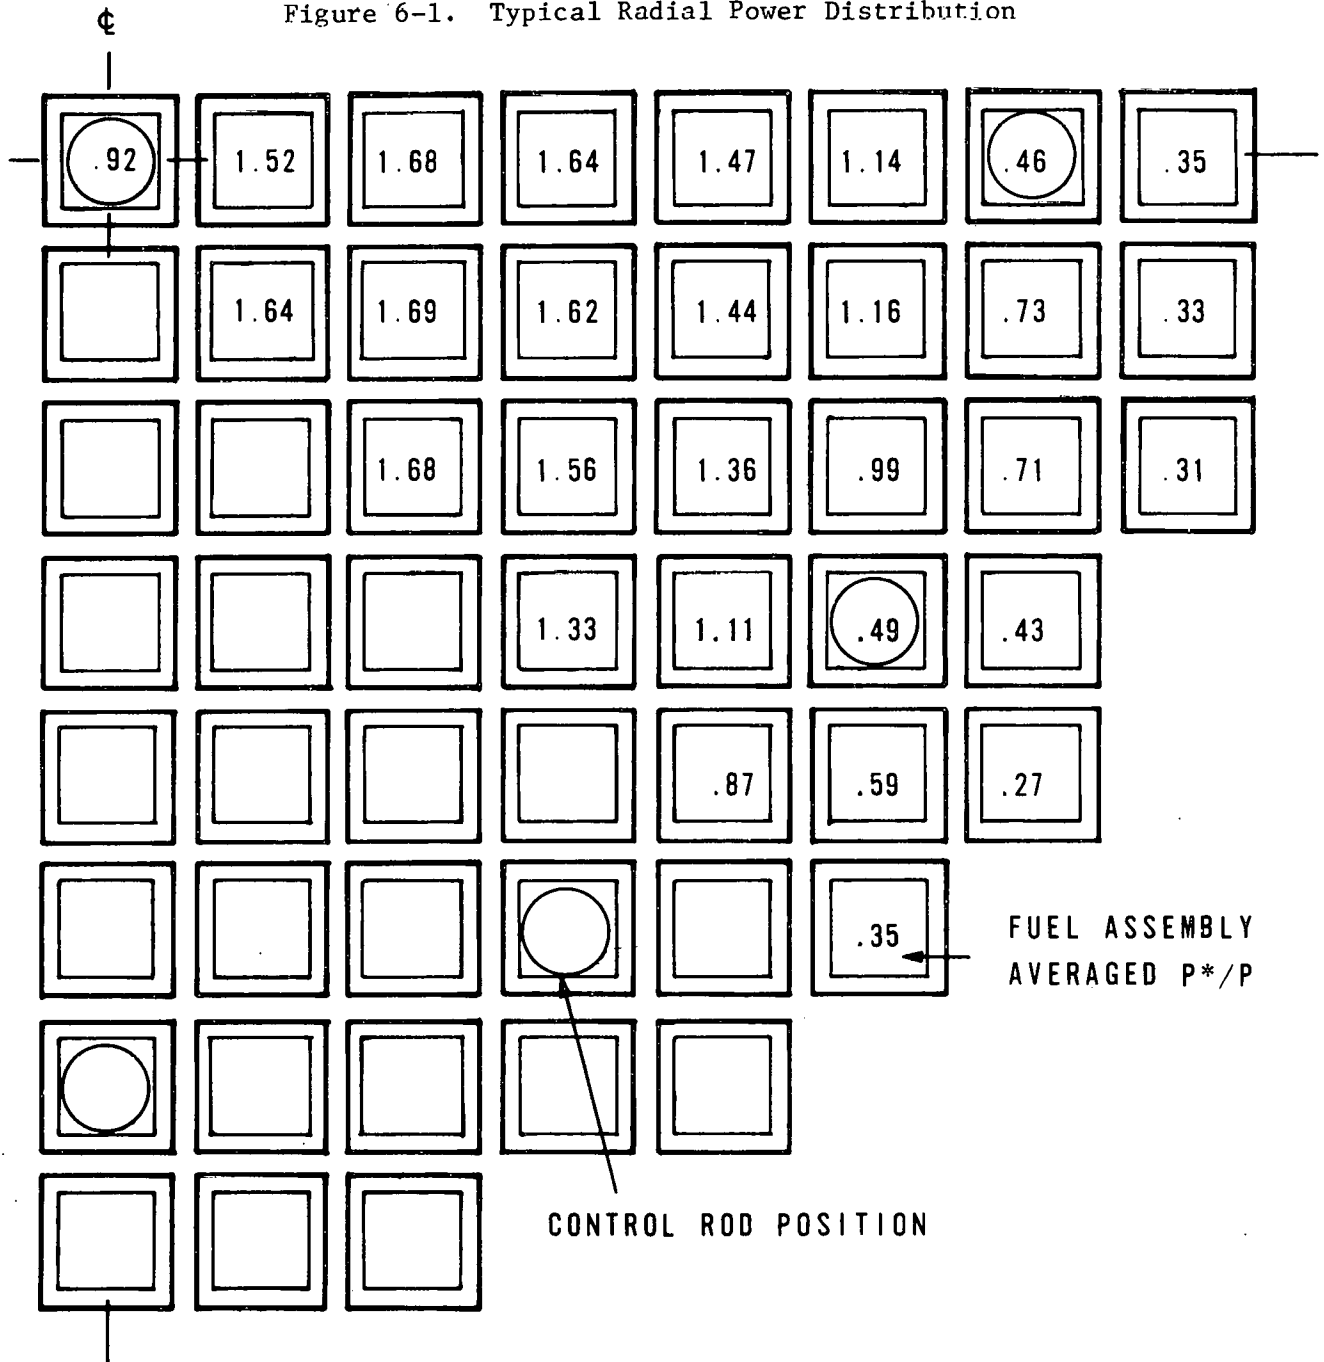 Figure 6-1. Typical Radial Power Distribution
℄
.92 1.52 1.68 1.64 1.47 1.14 .46 .35
1.64 1.69 1.62 1.44 1.16 .73 .33
1.68 1.56 1.36 .99 .71 .31
1.33 1.11 .49 .43
.87 .59 .27
.35
FUEL ASSEMBLY
AVERAGED P*/P
CONTROL ROD POSITION